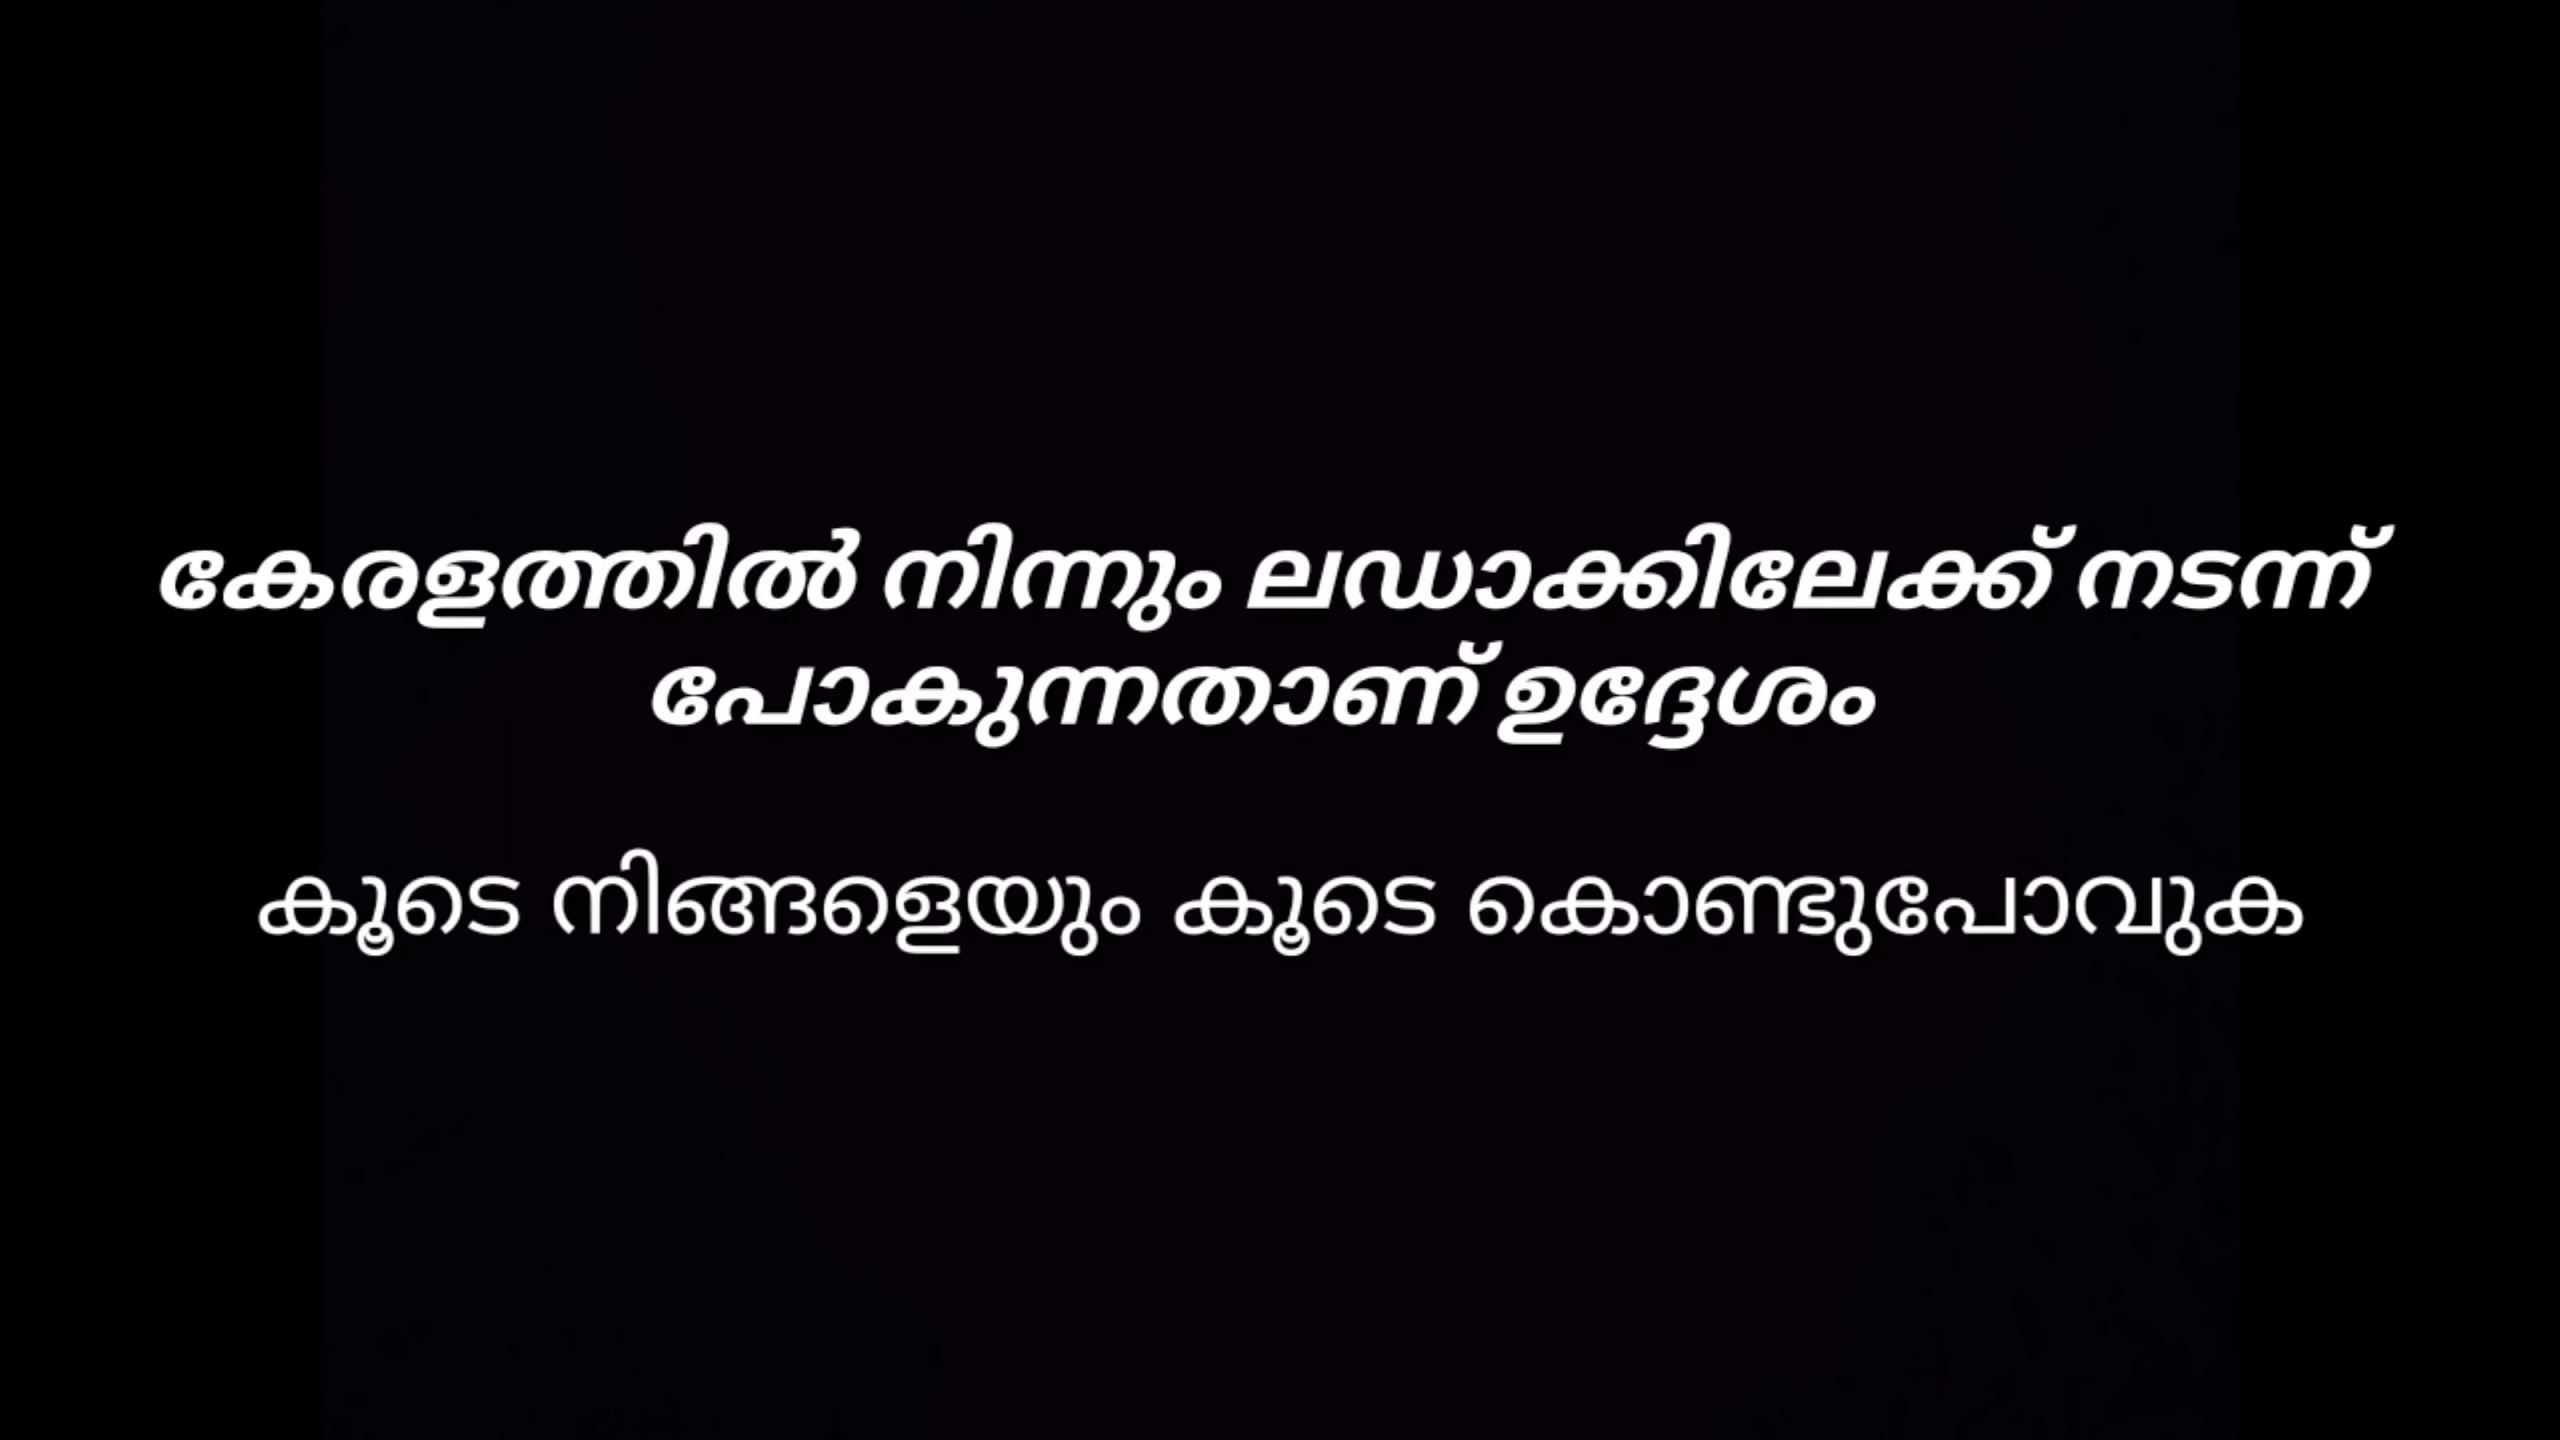 കേരളത്തിൽ നിന്നും ലഡാക്കിലേക്ക് നടന്ന്
പോകുന്നതാണ് ഉദ്ദേശം
കൂടെ നിങ്ങളെയും കൂടെ കൊണ്ടുപോവുക